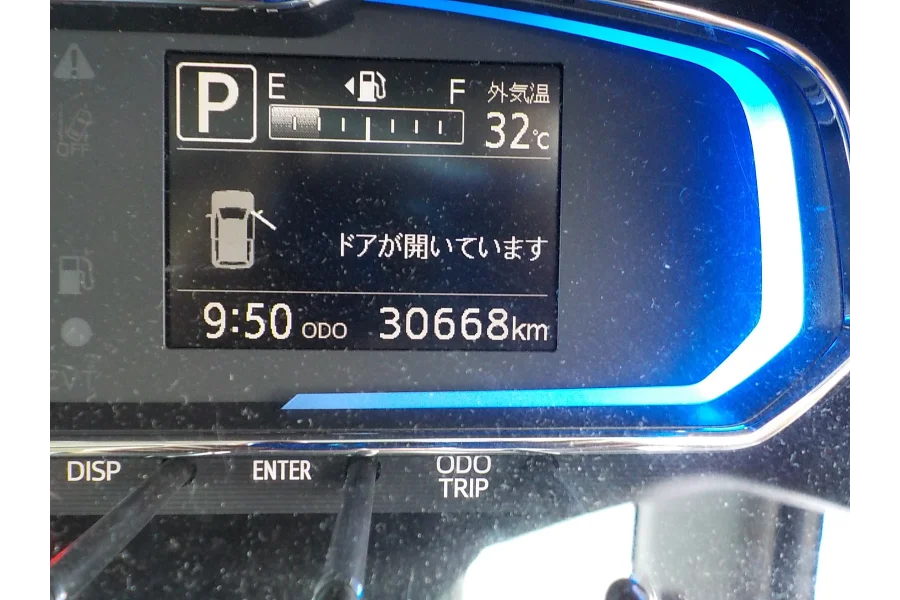 P E F 外気温
32℃
OFF
ドアが開いています
9:50 ODO 30668km
DISP ENTER ODO
TRIP